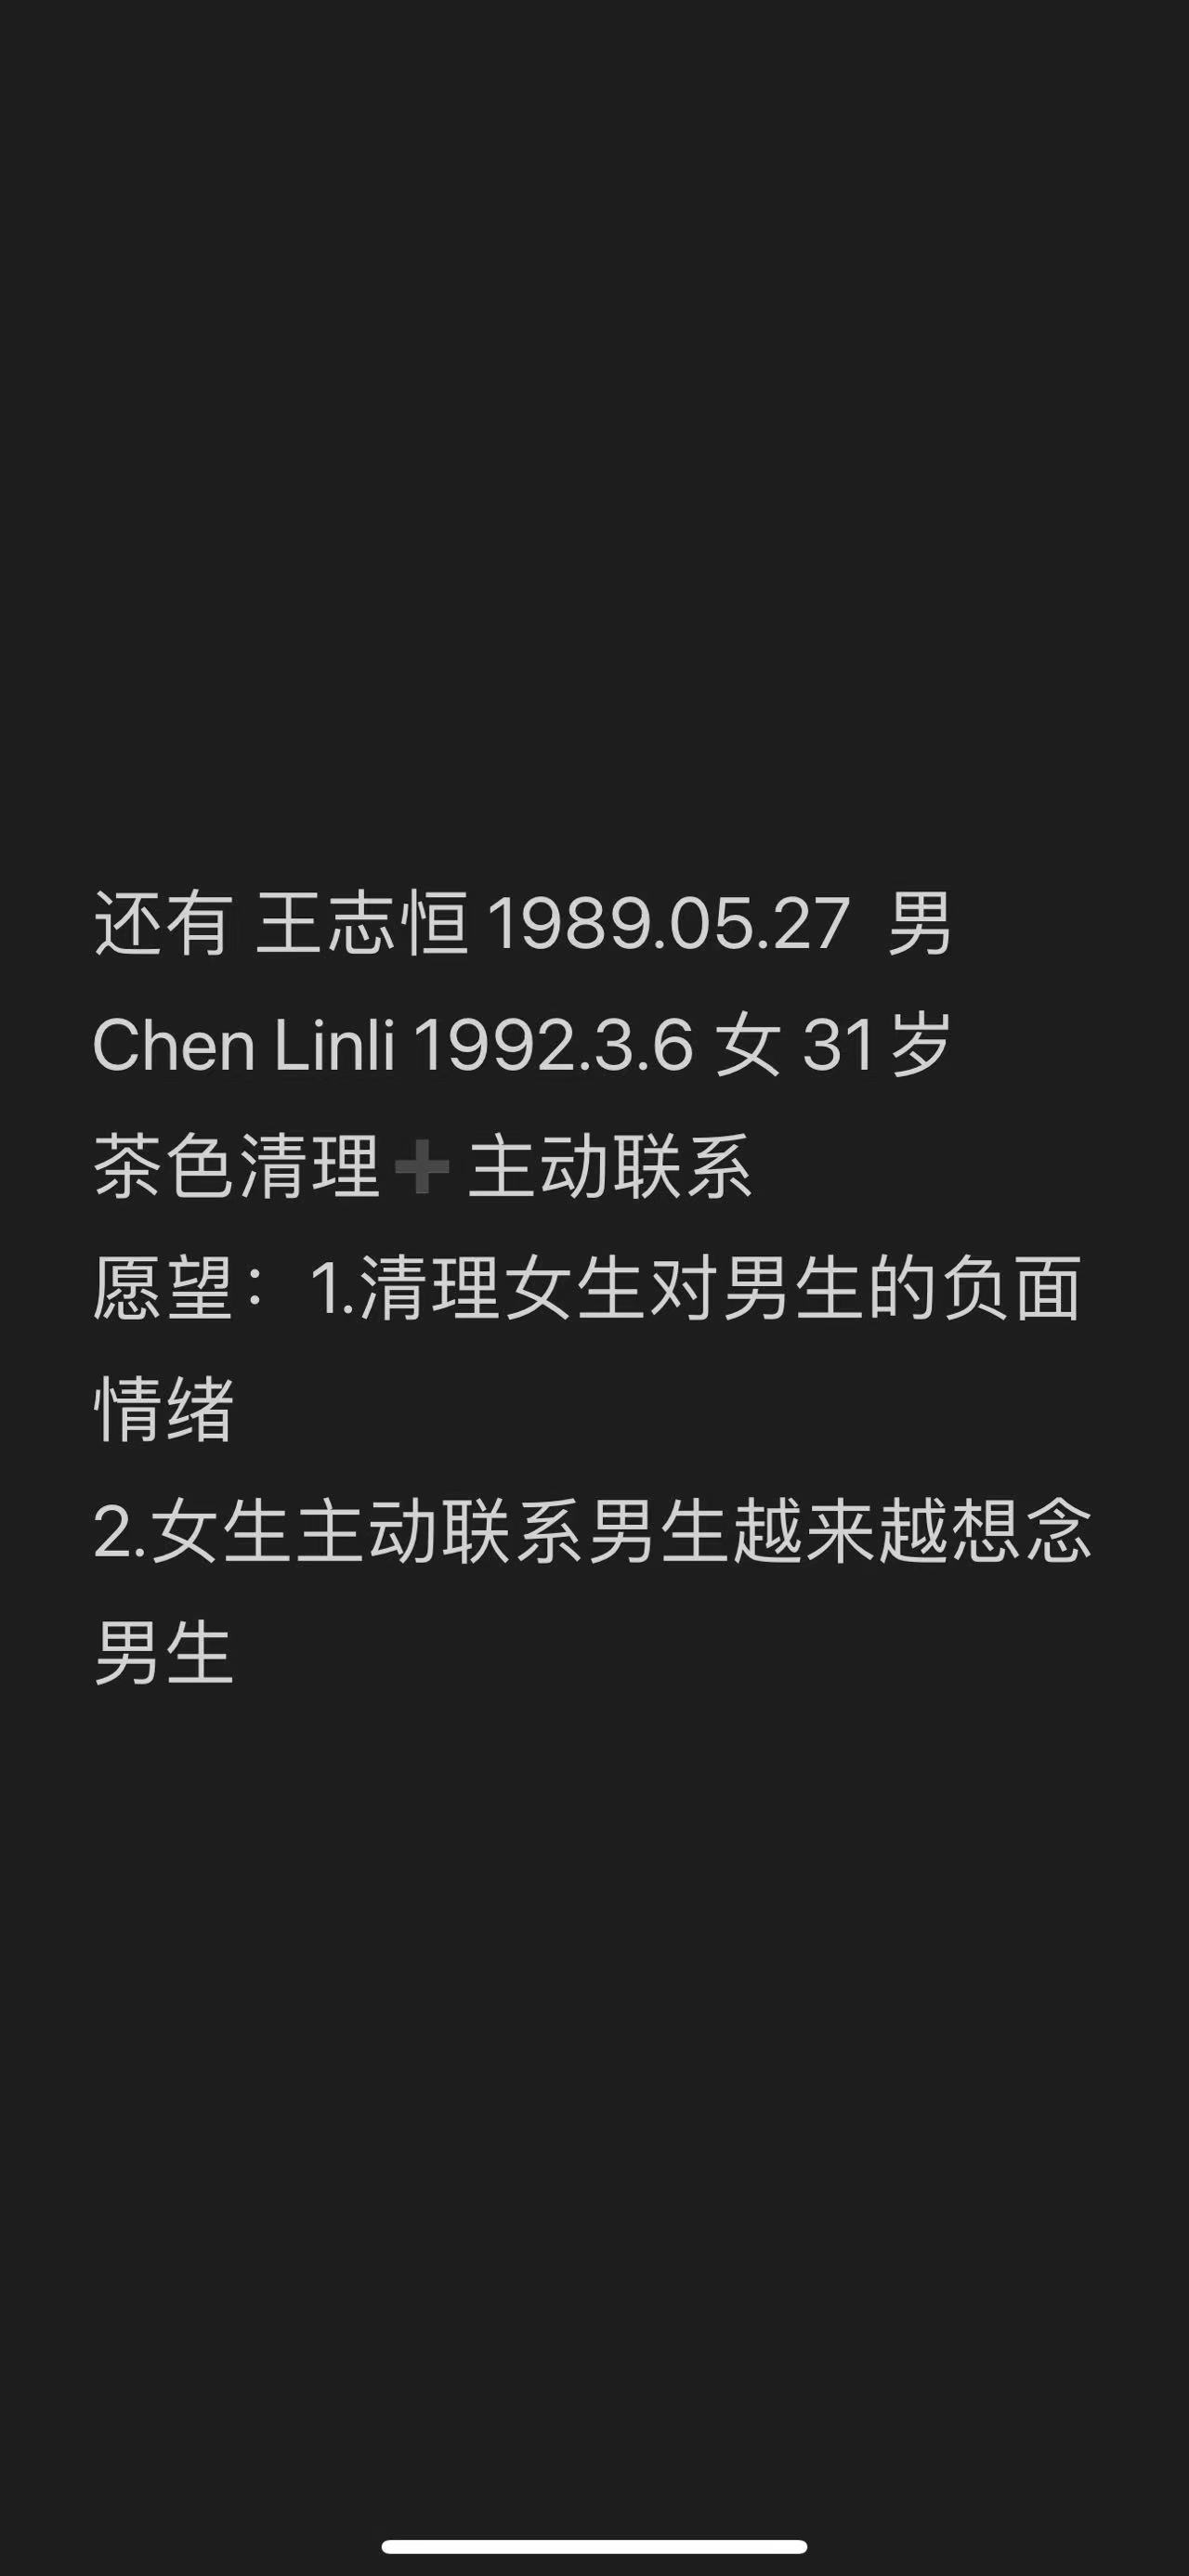 还有 王志恒 1989.05.27  男
Chen Linli 1992.3.6 女 31 岁
茶色清理➕主动联系
愿望：1.清理女生对男生的负面
情绪
2.女生主动联系男生越来越想念
男生